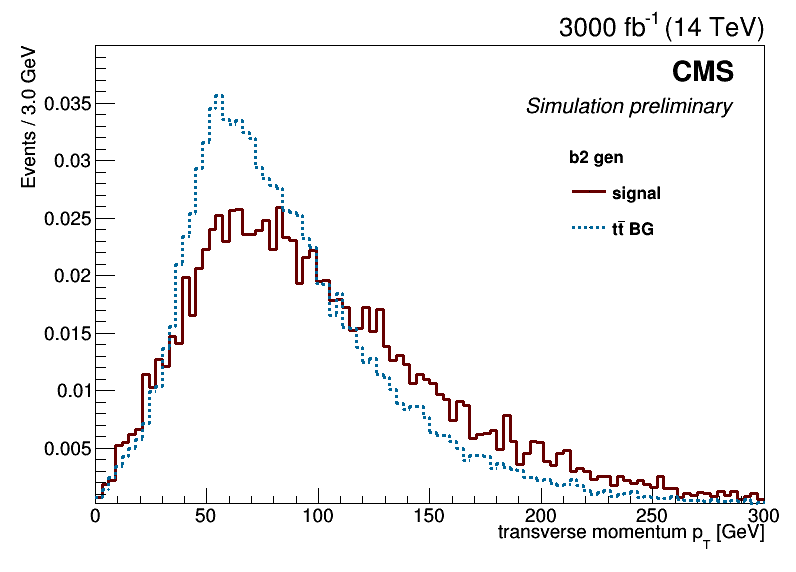 3000 fb⁻¹ (14 TeV)
CMS
Simulation preliminary
b2 gen
signal
tt̄ BG
Events / 3.0 GeV
0.035
0.03
0.025
0.02
0.015
0.01
0.005
0 50 100 150 200 250 300
transverse momentum p_T [GeV]